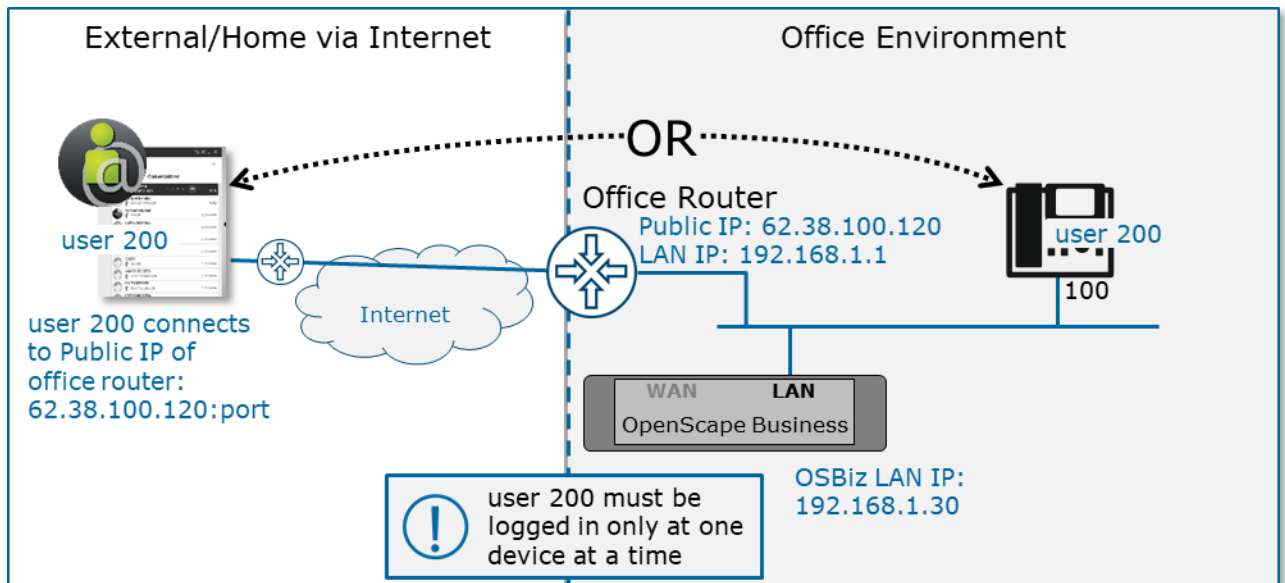 External/Home via Internet
Office Environment
OR
Office Router
Public IP: 62.38.100.120
LAN IP: 192.168.1.1
@
user 200
user 200
100
Internet
user 200 connects
to Public IP of
office router:
62.38.100.120:port
WAN LAN
OpenScape Business
OSBiz LAN IP:
192.168.1.30
!
user 200 must be
logged in only at one
device at a time